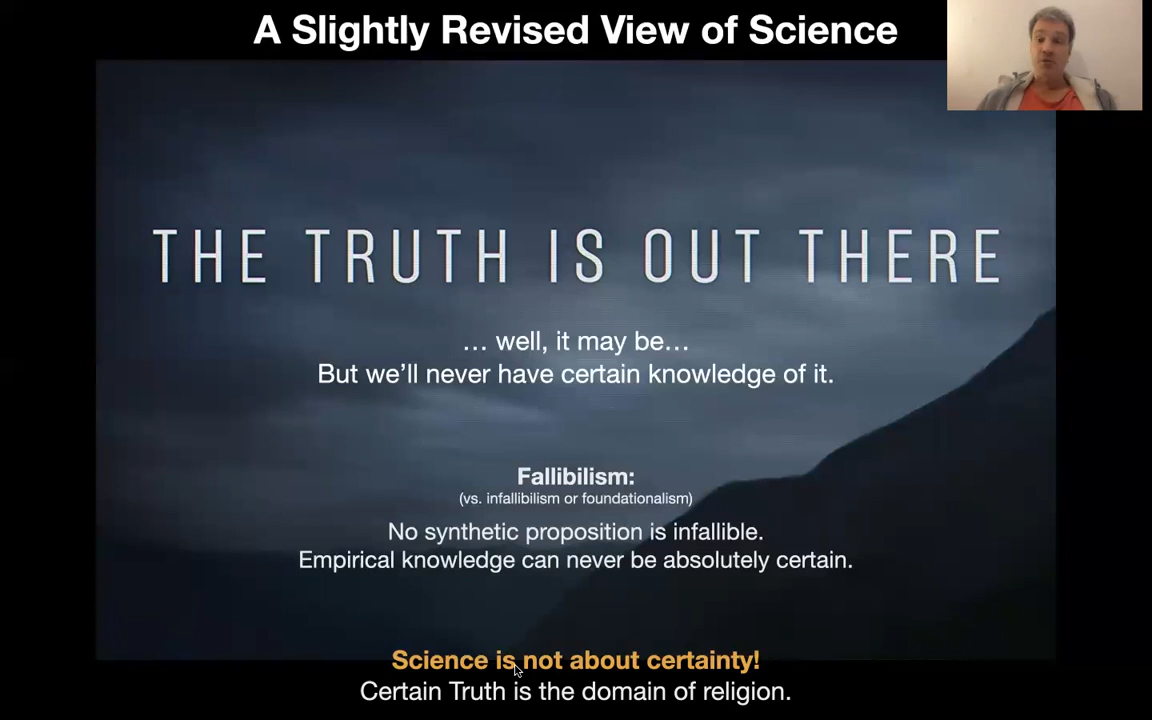 A Slightly Revised View of Science
THE TRUTH IS OUT THERE
… well, it may be…
But we’ll never have certain knowledge of it.
Fallibilism:
(vs. infallibilism or foundationalism)
No synthetic proposition is infallible.
Empirical knowledge can never be absolutely certain.
Science is not about certainty!
Certain Truth is the domain of religion.